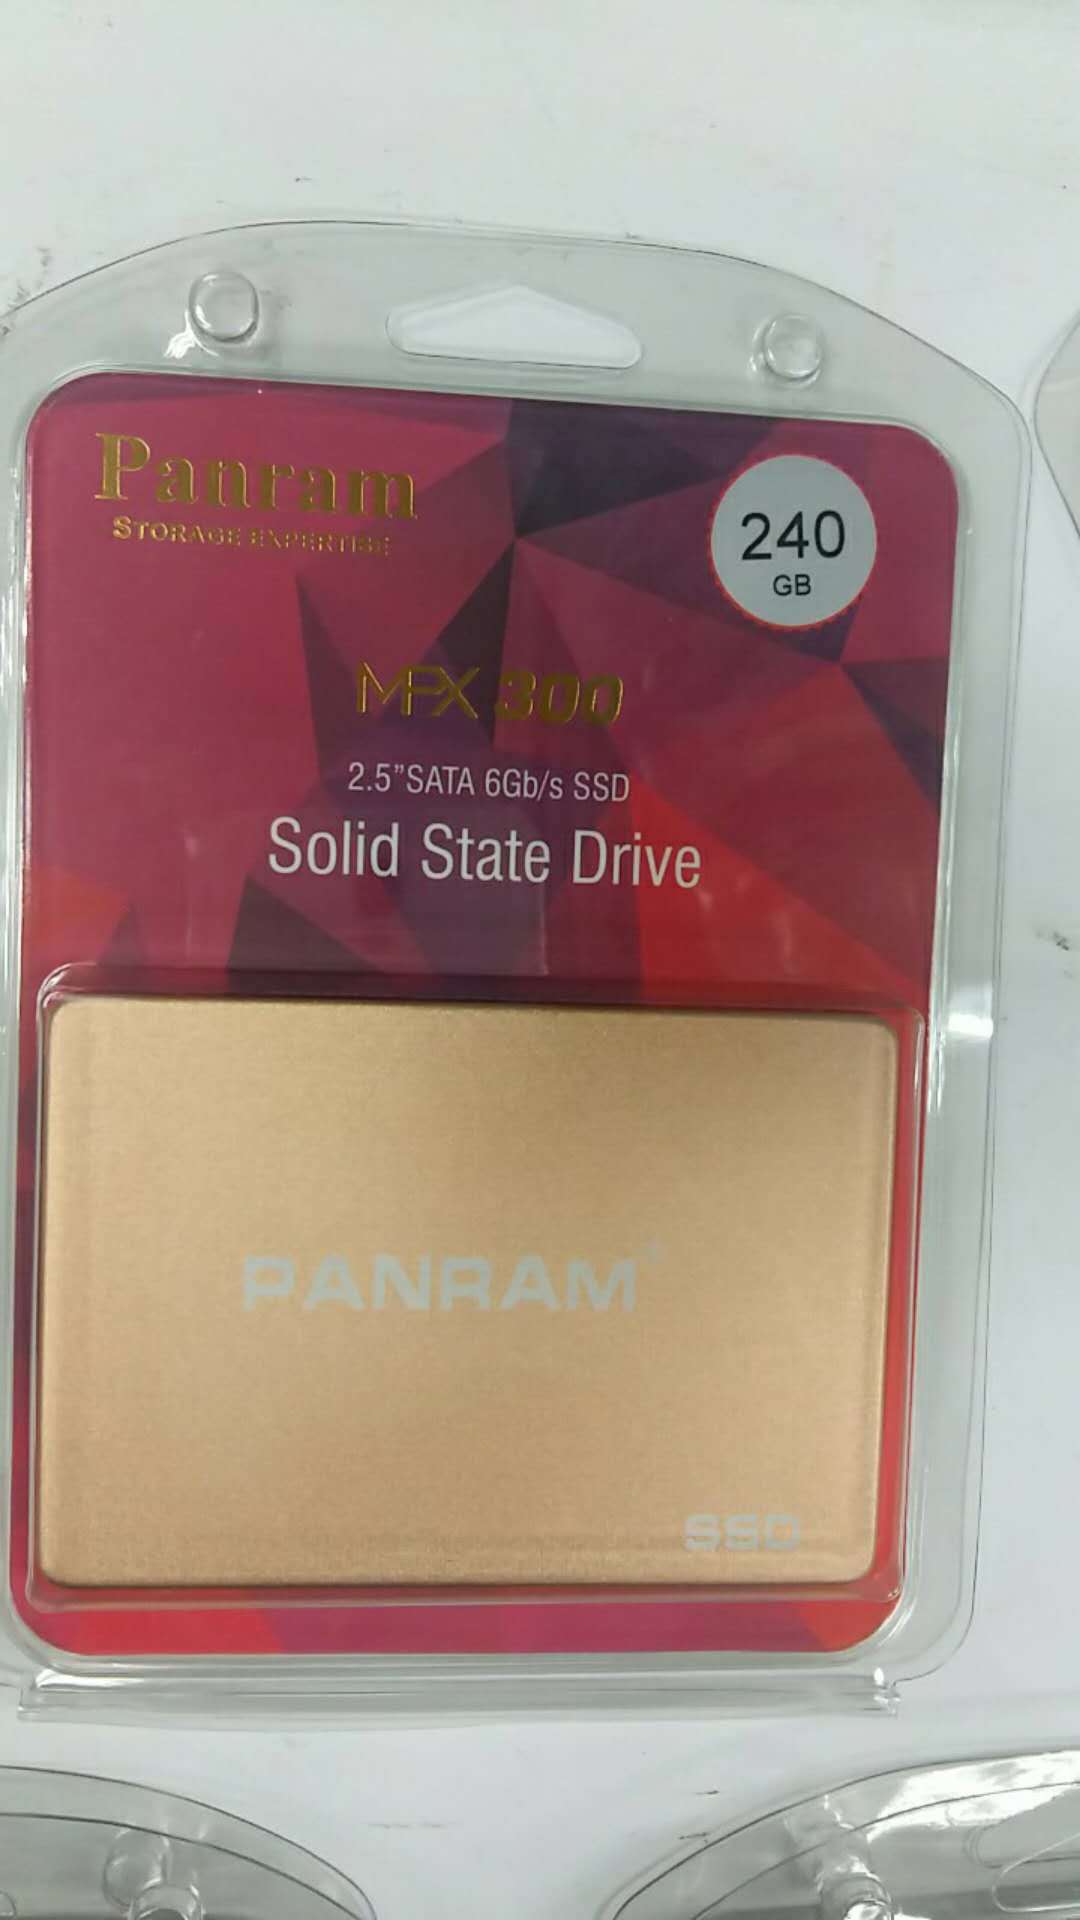 Panram
STORAGE EXPERTISE
240
GB
MPX 300
2.5”SATA 6Gb/s SSD
Solid State Drive
PANRAM®
SSD